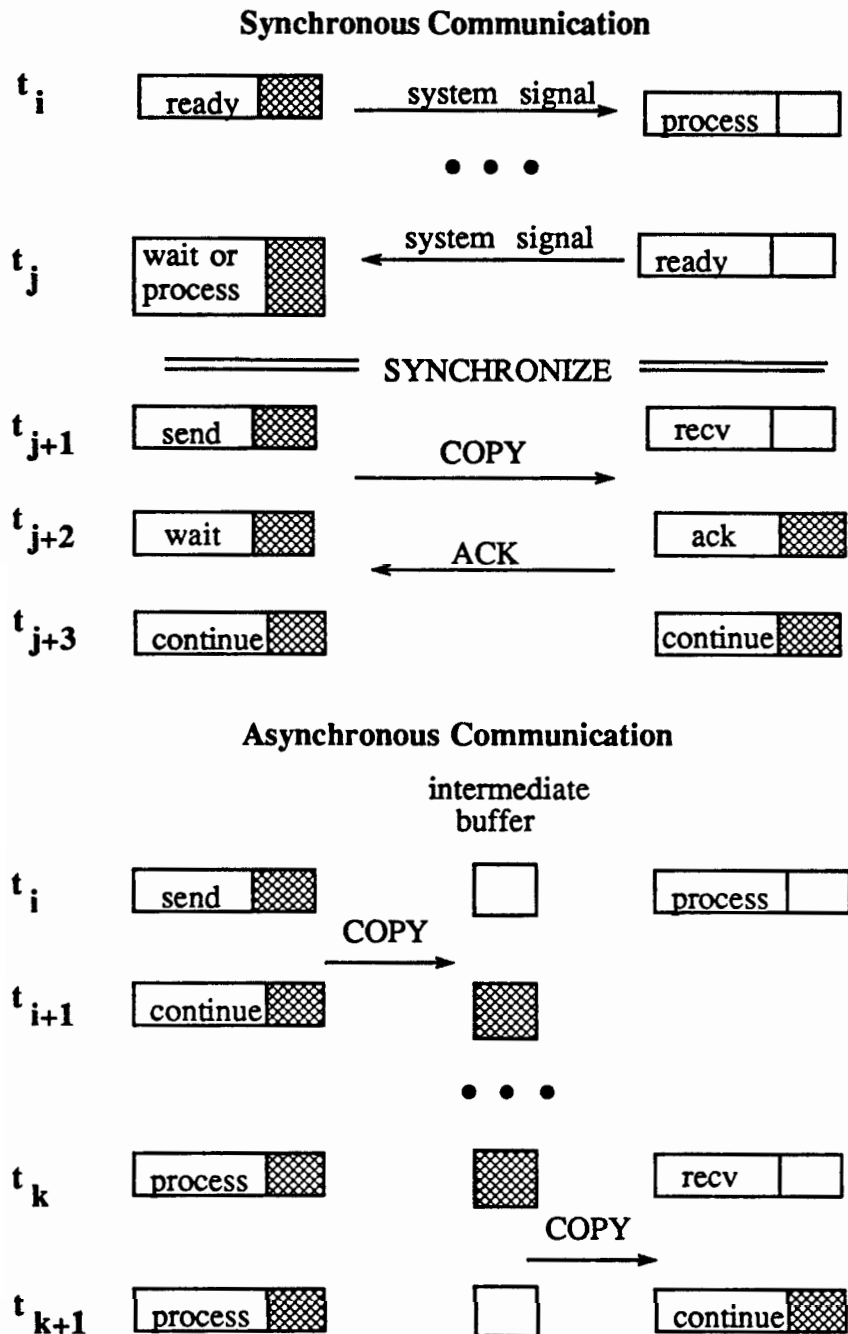 Synchronous Communication
t i ready system signal process
t j wait or process system signal ready
SYNCHRONIZE
t j+1 send COPY recv
t j+2 wait ACK ack
t j+3 continue continue
Asynchronous Communication
intermediate
buffer
t i send process
COPY
t i+1 continue
t k process recv
COPY
t k+1 process continue